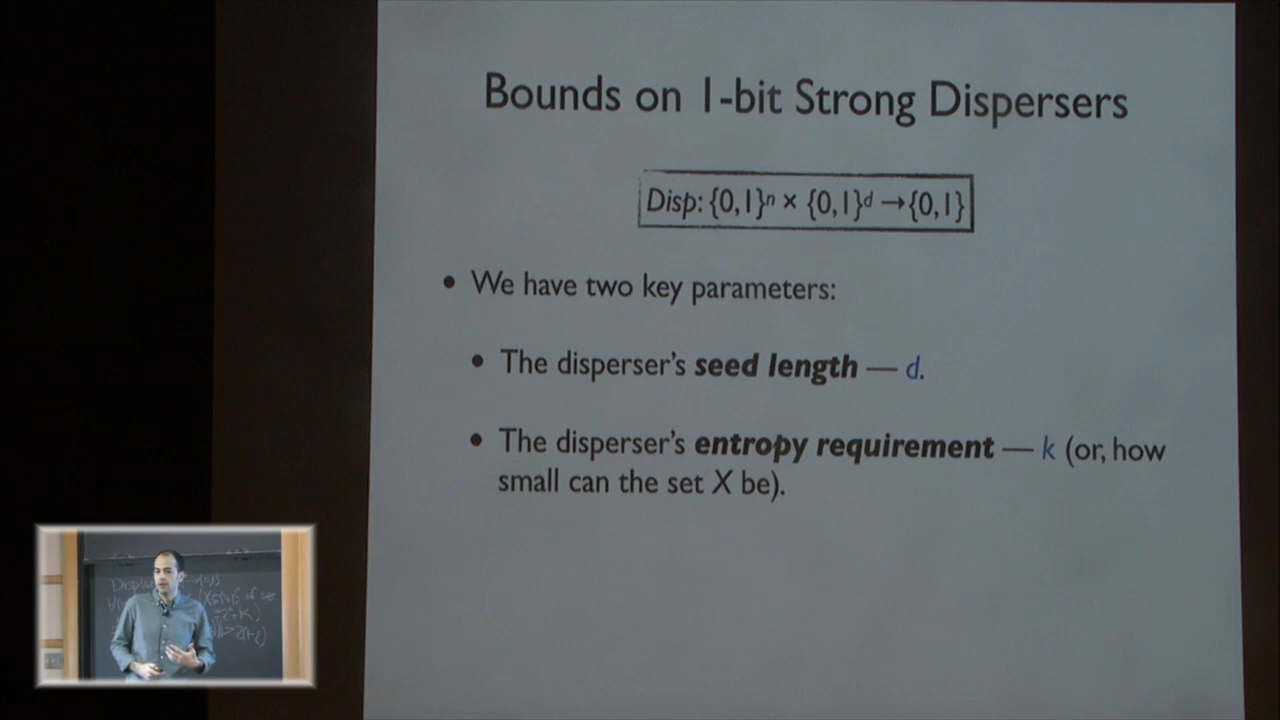 Bounds on 1-bit Strong Dispersers
Disp: {0,1}ⁿ × {0,1}ᵈ →{0,1}
• We have two key parameters:
• The disperser's seed length — d.
• The disperser's entropy requirement — k (or, how
small can the set X be).